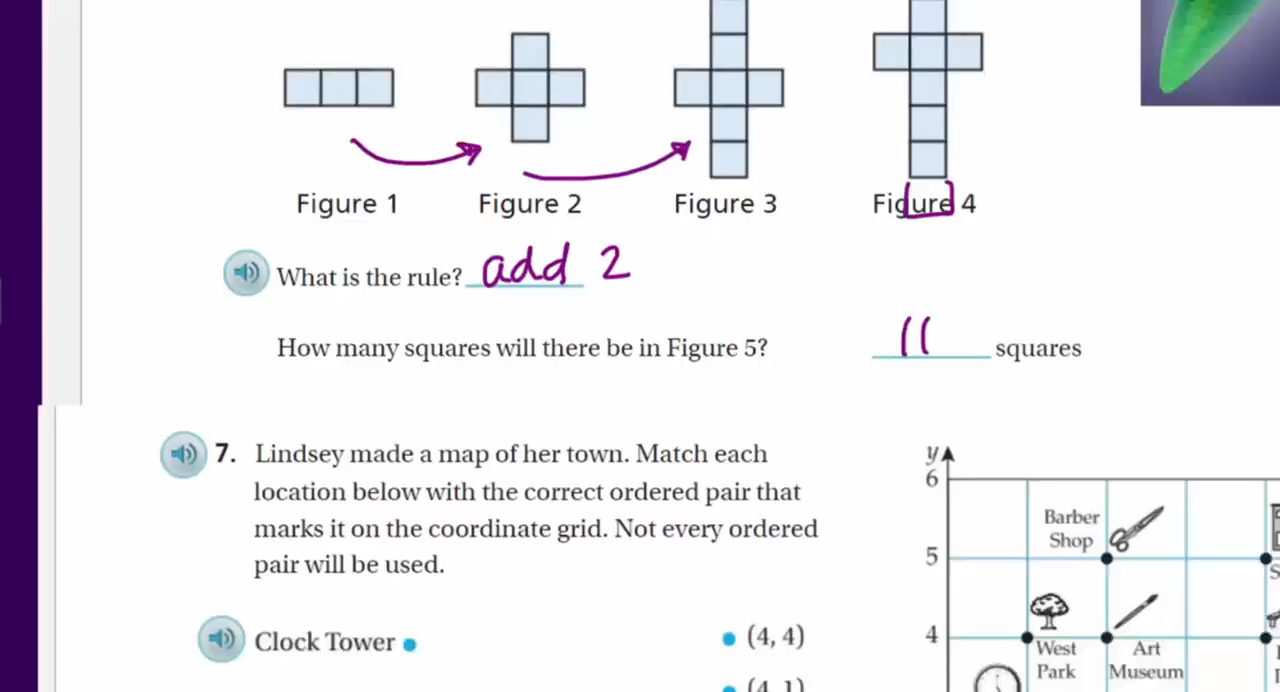 Figure 1 Figure 2 Figure 3 Figure 4
What is the rule? add 2
How many squares will there be in Figure 5? 11 squares
7. Lindsey made a map of her town. Match each
location below with the correct ordered pair that
marks it on the coordinate grid. Not every ordered
pair will be used.
Clock Tower
(4, 4)
(4, 1)
y
6
Barber
Shop
5
4
West
Park
Art
Museum